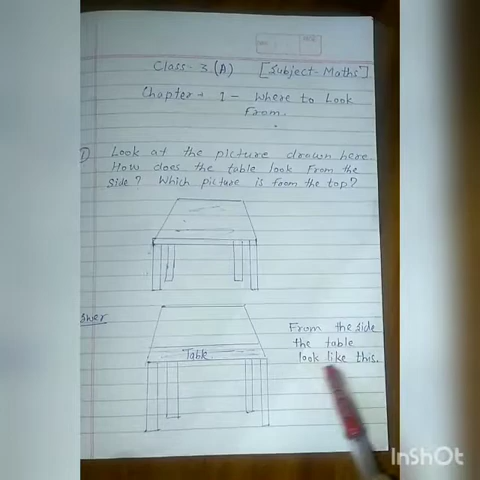 Class - 3 (A) [Subject - Maths]
Chapter + 1 - Where to Look
From.
1) Look at the picture drawn here.
How does the table look From the
Side? Which picture is from the top?
swer
From the side
the table
look like this.
Table
InShOt